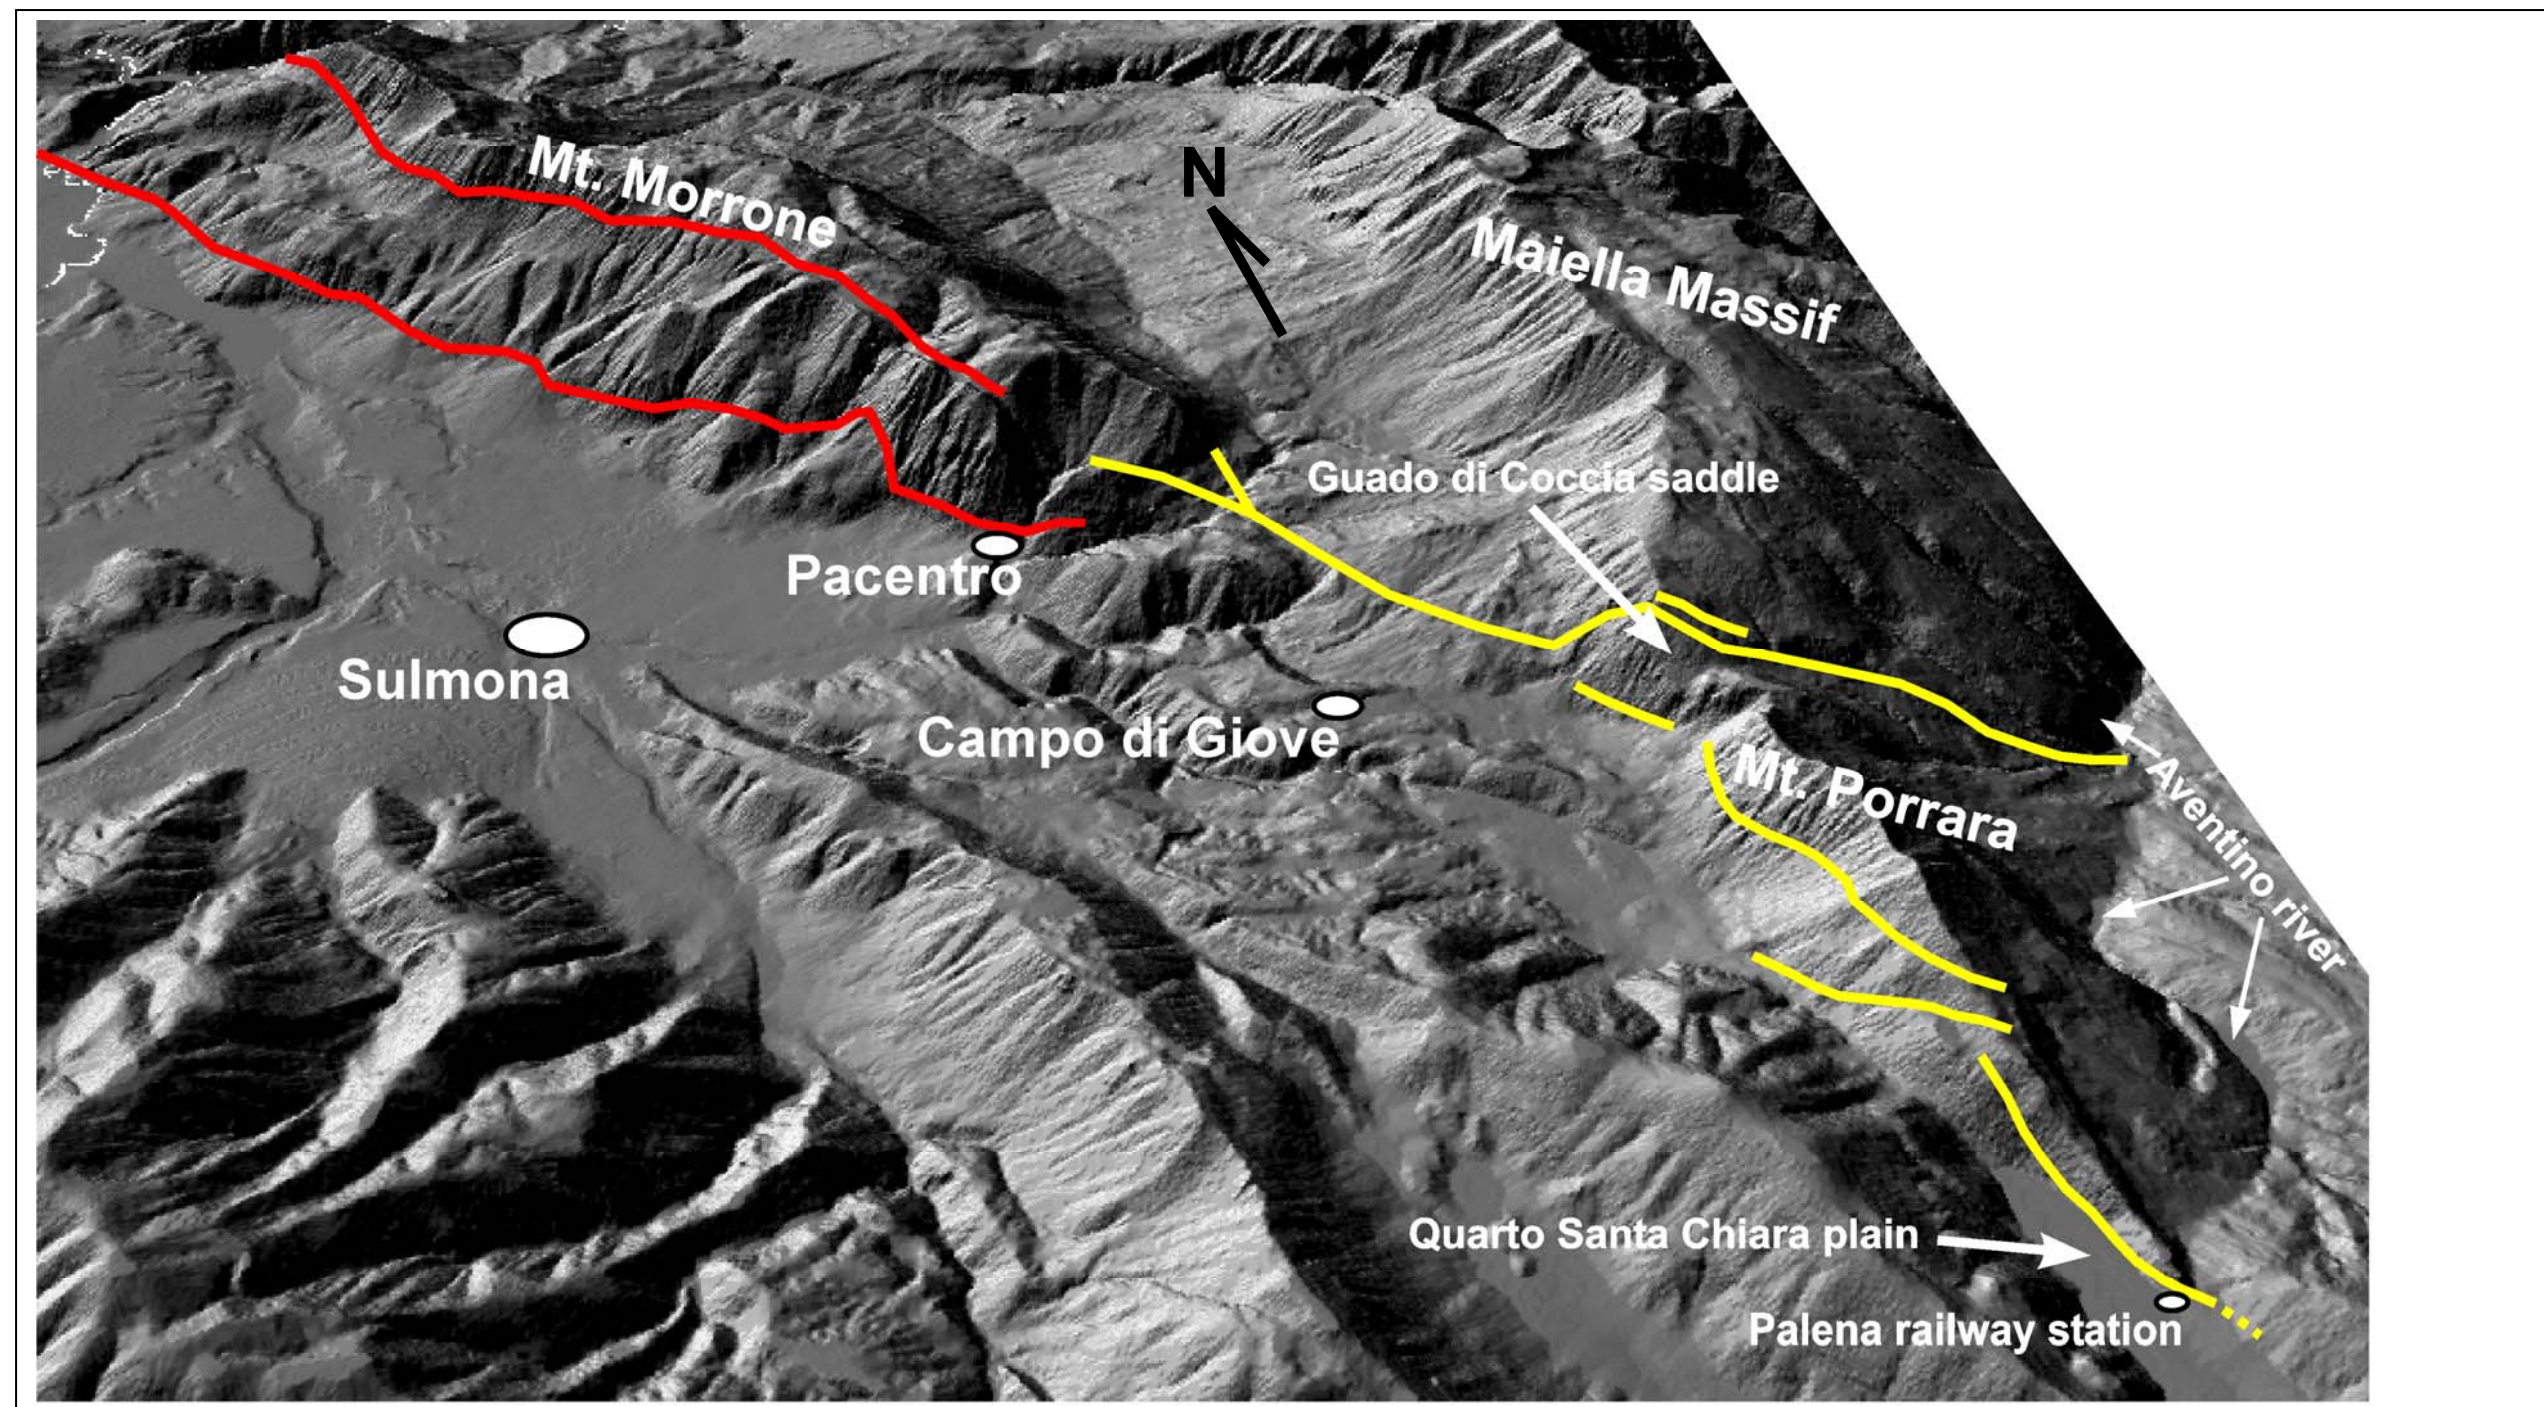 Mt. Morrone
N
Maiella Massif
Guado di Coccia saddle
Pacentro
Sulmona
Campo di Giove
Mt. Porrara
Aventino river
Quarto Santa Chiara plain
Palena railway station